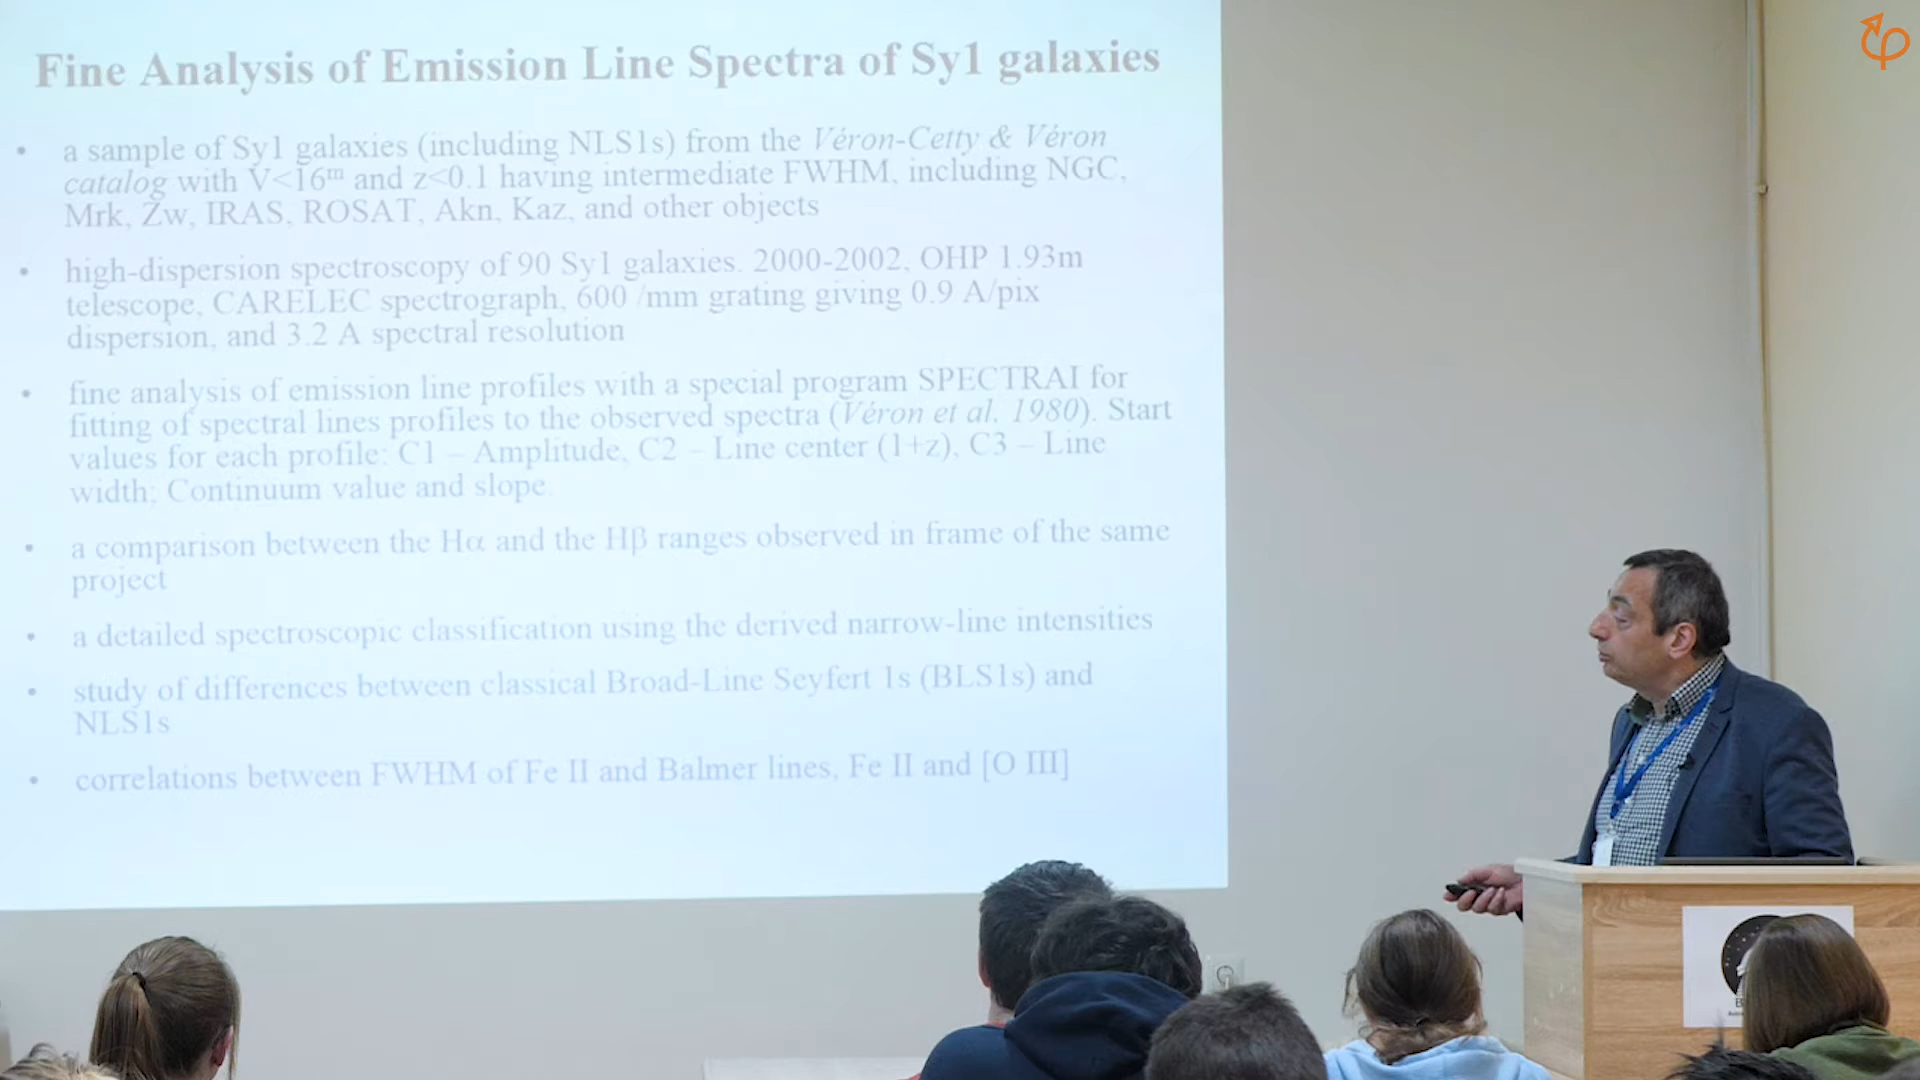 Fine Analysis of Emission Line Spectra of Sy1 galaxies
• a sample of Sy1 galaxies (including NLS1s) from the Véron-Cetty & Véron
catalog with V<16ᵐ and z<0.1 having intermediate FWHM, including NGC,
Mrk, Zw, IRAS, ROSAT, Akn, Kaz, and other objects
• high-dispersion spectroscopy of 90 Sy1 galaxies. 2000-2002, OHP 1.93m
telescope, CARELEC spectrograph, 600 /mm grating giving 0.9 A/pix
dispersion, and 3.2 A spectral resolution
• fine analysis of emission line profiles with a special program SPECTRAI for
fitting of spectral lines profiles to the observed spectra (Véron et al. 1980). Start
values for each profile: C1 – Amplitude, C2 – Line center (1+z), C3 – Line
width; Continuum value and slope.
• a comparison between the Hα and the Hβ ranges observed in frame of the same
project
• a detailed spectroscopic classification using the derived narrow-line intensities
• study of differences between classical Broad-Line Seyfert 1s (BLS1s) and
NLS1s
• correlations between FWHM of Fe II and Balmer lines, Fe II and [O III]